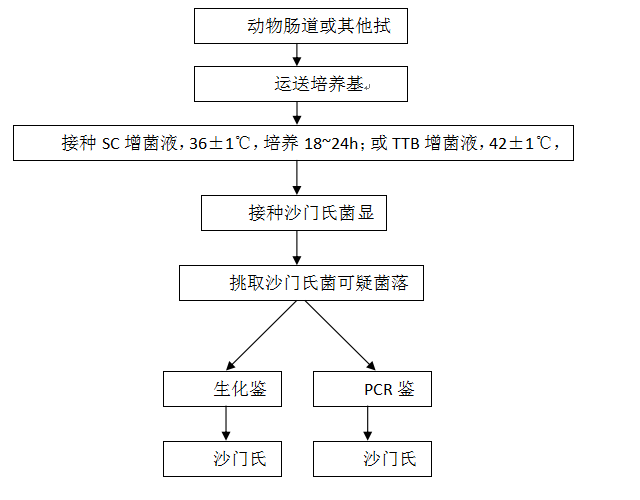 动物肠道或其他拭
运送培养基
接种 SC 增菌液，36±1℃，培养 18~24h；或 TTB 增菌液，42±1℃，
接种沙门氏菌显
挑取沙门氏菌可疑菌落
生化鉴
PCR 鉴
沙门氏
沙门氏